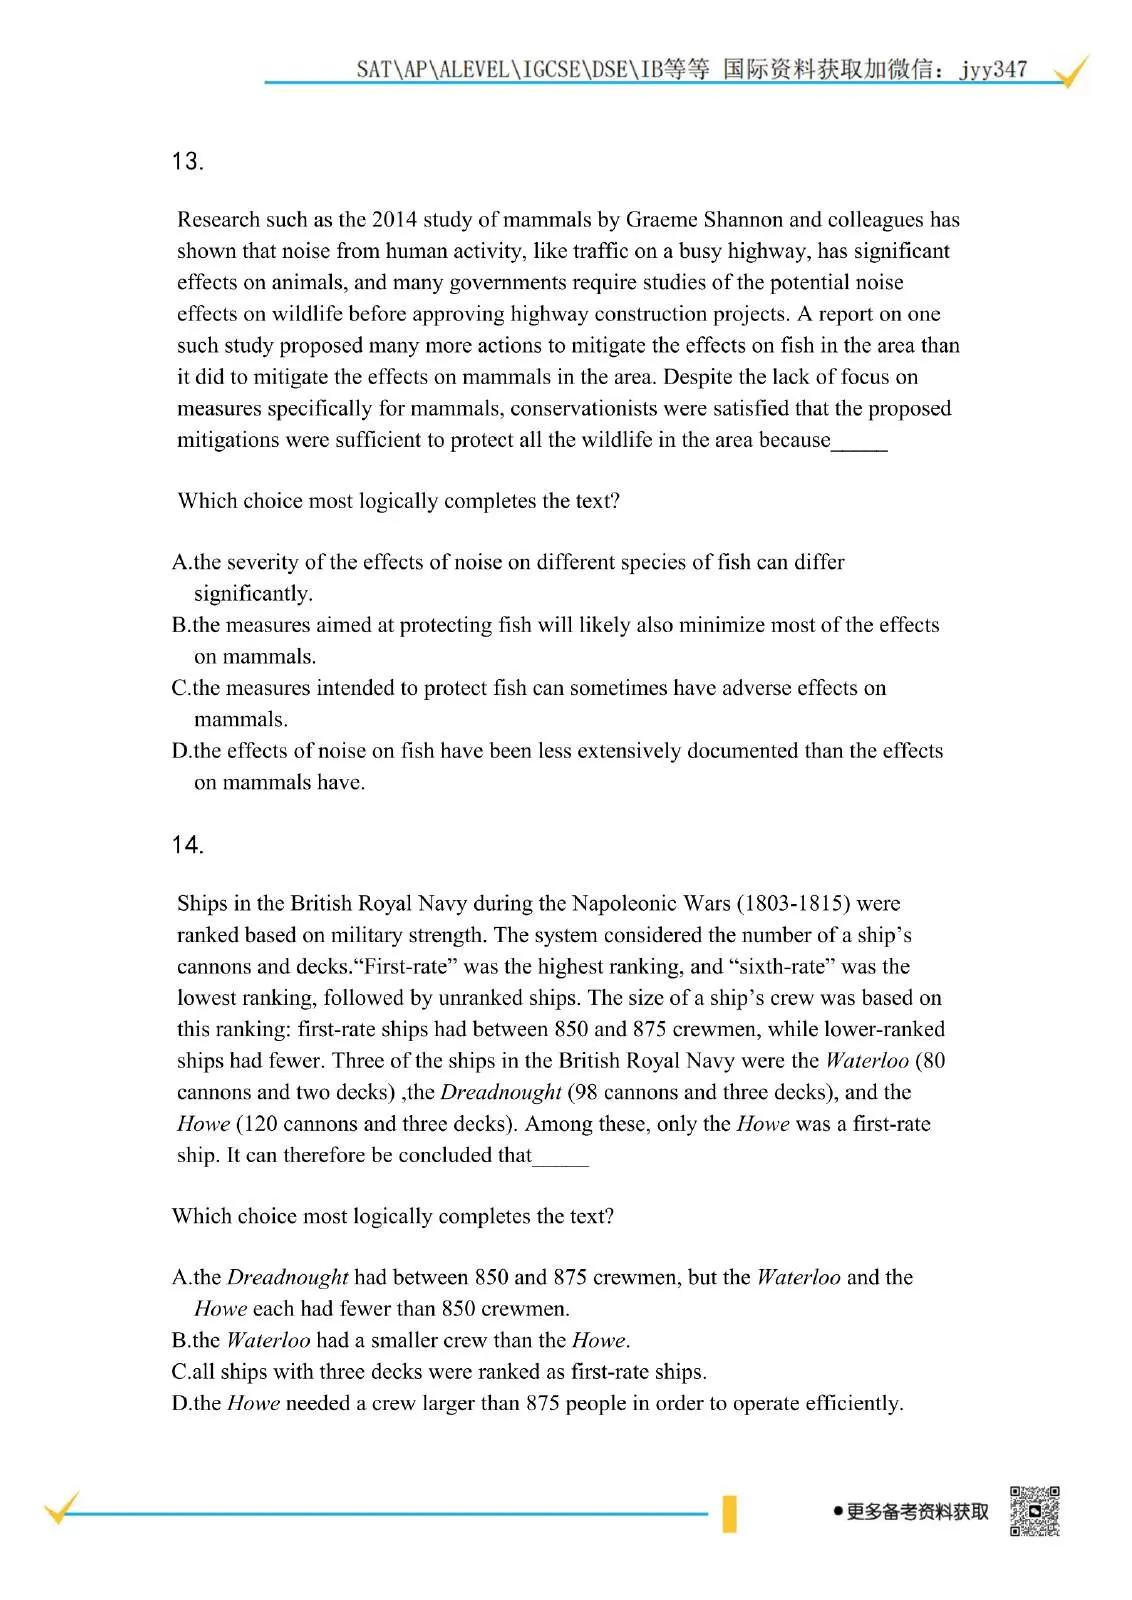 SAT\AP\ALEVEL\IGCSE\DSE\IB等等 国际资料获取加微信：jyy347
13.
Research such as the 2014 study of mammals by Graeme Shannon and colleagues has
shown that noise from human activity, like traffic on a busy highway, has significant
effects on animals, and many governments require studies of the potential noise
effects on wildlife before approving highway construction projects. A report on one
such study proposed many more actions to mitigate the effects on fish in the area than
it did to mitigate the effects on mammals in the area. Despite the lack of focus on
measures specifically for mammals, conservationists were satisfied that the proposed
mitigations were sufficient to protect all the wildlife in the area because_____
Which choice most logically completes the text?
A.the severity of the effects of noise on different species of fish can differ
significantly.
B.the measures aimed at protecting fish will likely also minimize most of the effects
on mammals.
C.the measures intended to protect fish can sometimes have adverse effects on
mammals.
D.the effects of noise on fish have been less extensively documented than the effects
on mammals have.
14.
Ships in the British Royal Navy during the Napoleonic Wars (1803-1815) were
ranked based on military strength. The system considered the number of a ship’s
cannons and decks.“First-rate” was the highest ranking, and “sixth-rate” was the
lowest ranking, followed by unranked ships. The size of a ship’s crew was based on
this ranking: first-rate ships had between 850 and 875 crewmen, while lower-ranked
ships had fewer. Three of the ships in the British Royal Navy were the Waterloo (80
cannons and two decks) ,the Dreadnought (98 cannons and three decks), and the
Howe (120 cannons and three decks). Among these, only the Howe was a first-rate
ship. It can therefore be concluded that_____
Which choice most logically completes the text?
A.the Dreadnought had between 850 and 875 crewmen, but the Waterloo and the
Howe each had fewer than 850 crewmen.
B.the Waterloo had a smaller crew than the Howe.
C.all ships with three decks were ranked as first-rate ships.
D.the Howe needed a crew larger than 875 people in order to operate efficiently.
●更多备考资料获取